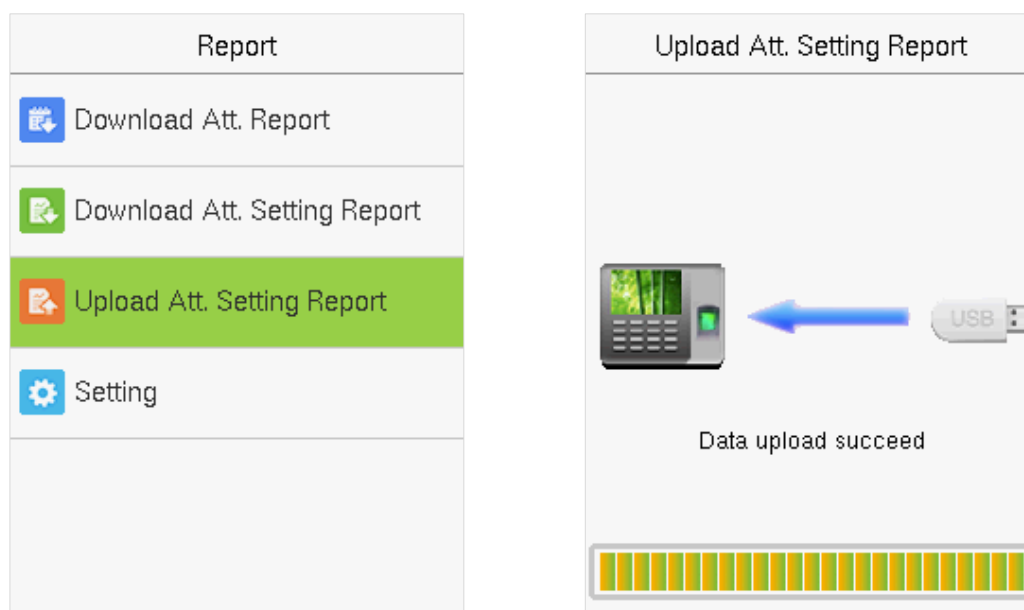 Report
Download Att. Report
Download Att. Setting Report
Upload Att. Setting Report
Setting
Upload Att. Setting Report
USB
Data upload succeed